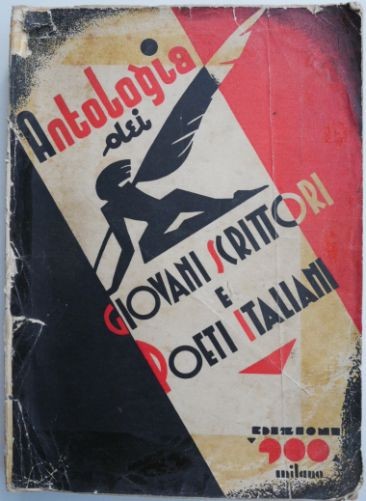 Antologia
dei
GIOVANI SCRITTORI
E
POETI ITALIANI
EDIZIONE
'900
milano